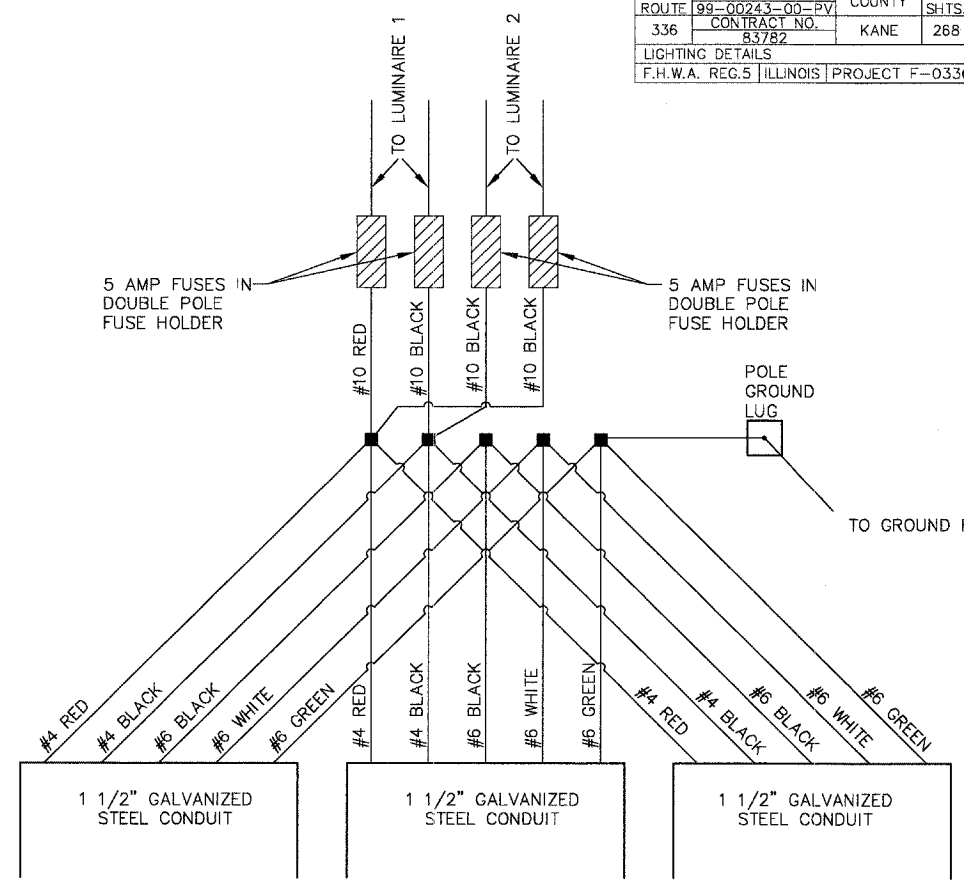 ROUTE 99-00243-00-PV COUNTY SHTS.
336 CONTRACT NO. 83782 KANE 268
LIGHTING DETAILS
F.H.W.A. REG.5 ILLINOIS PROJECT F-0336
TO LUMINAIRE 1
TO LUMINAIRE 2
5 AMP FUSES IN
DOUBLE POLE
FUSE HOLDER
5 AMP FUSES IN
DOUBLE POLE
FUSE HOLDER
#10 RED
#10 BLACK
#10 BLACK
#10 BLACK
POLE
GROUND
LUG
TO GROUND
#4 RED
#4 BLACK
#6 BLACK
#6 WHITE
#6 GREEN
#4 RED
#4 BLACK
#6 BLACK
#6 WHITE
#6 GREEN
#4 RED
#4 BLACK
#6 BLACK
#6 WHITE
#6 GREEN
1 1/2" GALVANIZED
STEEL CONDUIT
1 1/2" GALVANIZED
STEEL CONDUIT
1 1/2" GALVANIZED
STEEL CONDUIT